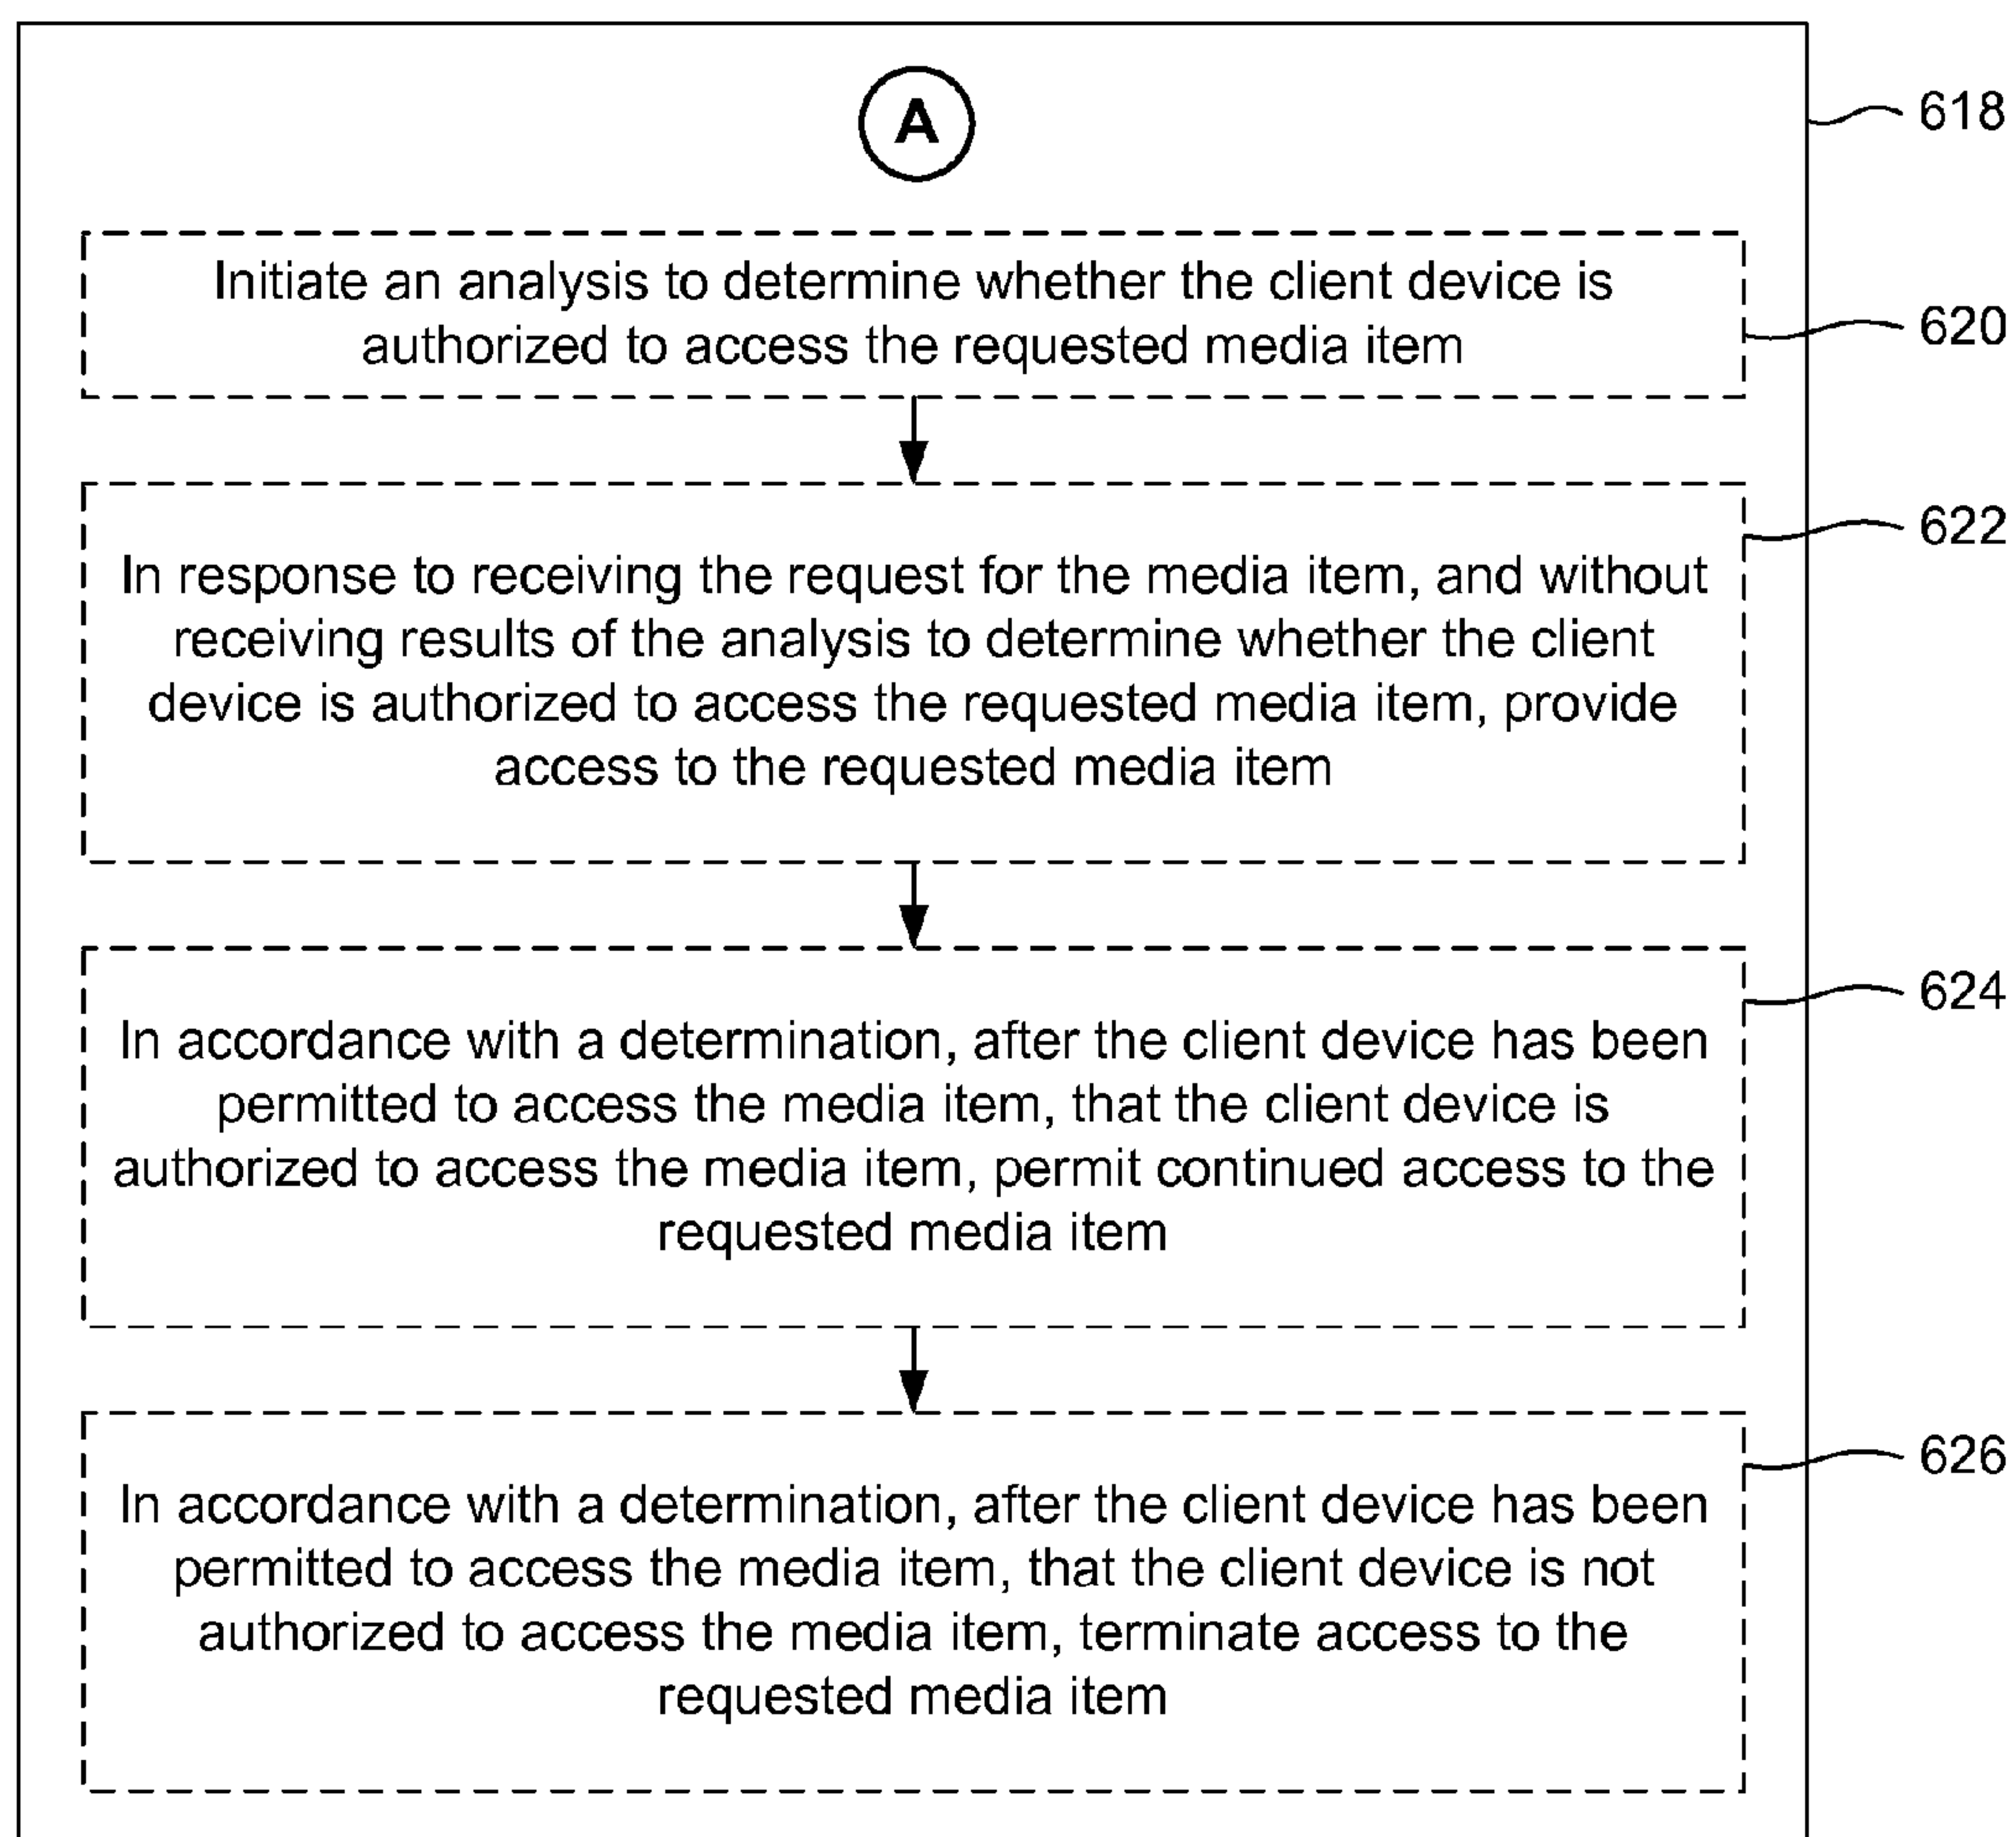 A
618
Initiate an analysis to determine whether the client device is
authorized to access the requested media item
620
In response to receiving the request for the media item, and without
receiving results of the analysis to determine whether the client
device is authorized to access the requested media item, provide
access to the requested media item
622
In accordance with a determination, after the client device has been
permitted to access the media item, that the client device is
authorized to access the media item, permit continued access to the
requested media item
624
In accordance with a determination, after the client device has been
permitted to access the media item, that the client device is not
authorized to access the media item, terminate access to the
requested media item
626